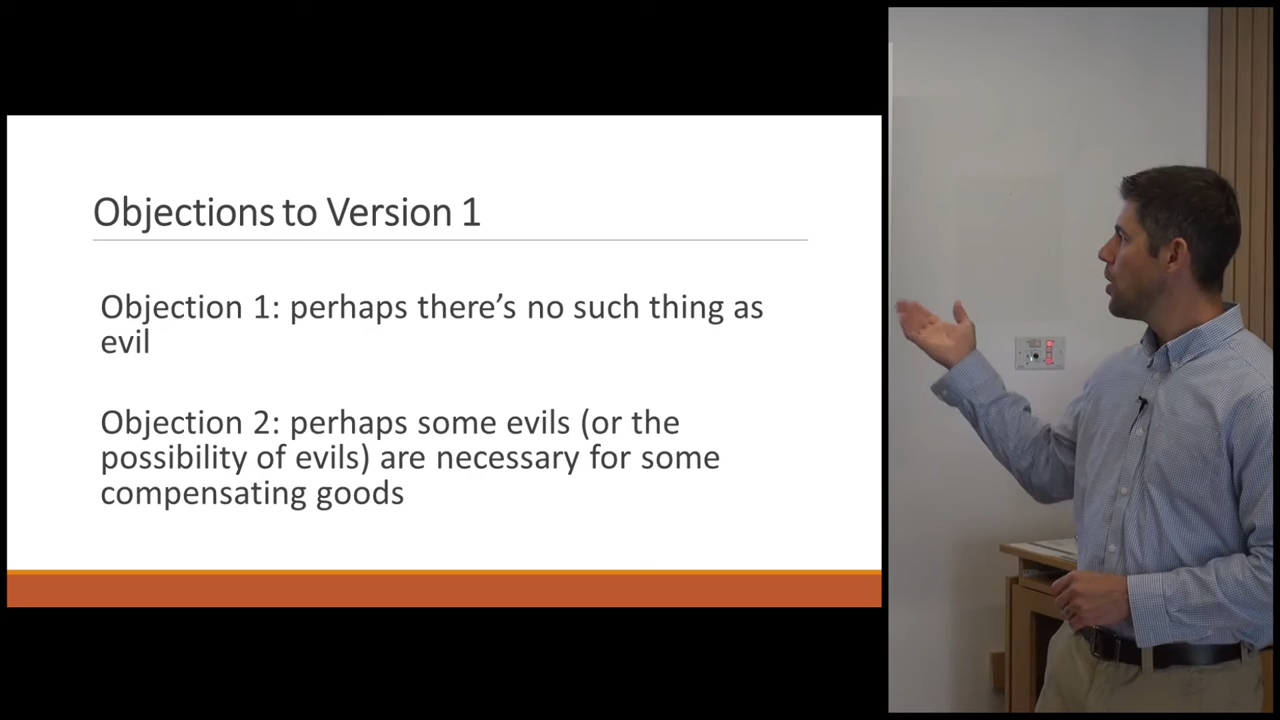 Objections to Version 1
Objection 1: perhaps there’s no such thing as
evil
Objection 2: perhaps some evils (or the
possibility of evils) are necessary for some
compensating goods